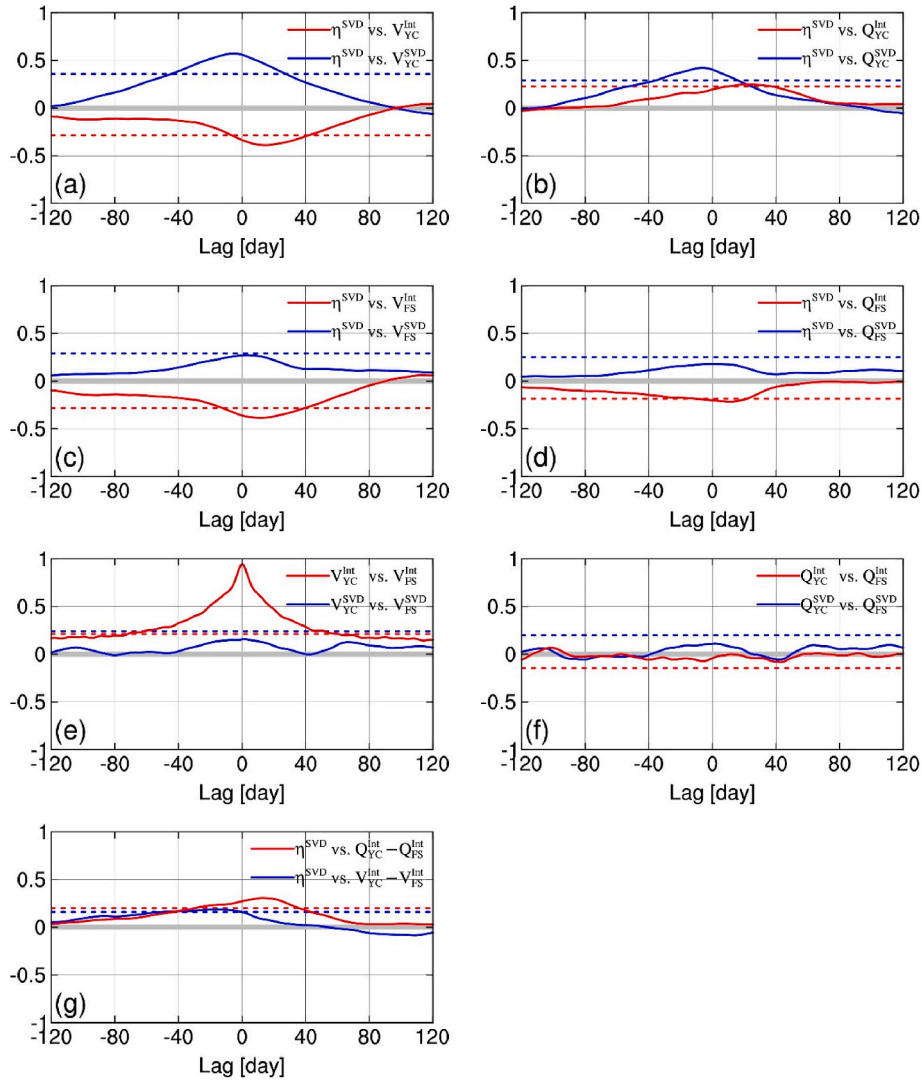 1
η^SVD vs. V_YC^Int
η^SVD vs. V_YC^SVD
0.5
0
-0.5
-1
(a)
-120 -80 -40 0 40 80 120
Lag [day]
1
η^SVD vs. Q_YC^Int
η^SVD vs. Q_YC^SVD
0.5
0
-0.5
-1
(b)
-120 -80 -40 0 40 80 120
Lag [day]
1
η^SVD vs. V_FS^Int
η^SVD vs. V_FS^SVD
0.5
0
-0.5
-1
(c)
-120 -80 -40 0 40 80 120
Lag [day]
1
η^SVD vs. Q_FS^Int
η^SVD vs. Q_FS^SVD
0.5
0
-0.5
-1
(d)
-120 -80 -40 0 40 80 120
Lag [day]
1
V_YC^Int vs. V_FS^Int
V_YC^SVD vs. V_FS^SVD
0.5
0
-0.5
-1
(e)
-120 -80 -40 0 40 80 120
Lag [day]
1
Q_YC^Int vs. Q_FS^Int
Q_YC^SVD vs. Q_FS^SVD
0.5
0
-0.5
-1
(f)
-120 -80 -40 0 40 80 120
Lag [day]
1
η^SVD vs. Q_YC^Int−Q_FS^Int
η^SVD vs. V_YC^Int−V_FS^Int
0.5
0
-0.5
-1
(g)
-120 -80 -40 0 40 80 120
Lag [day]